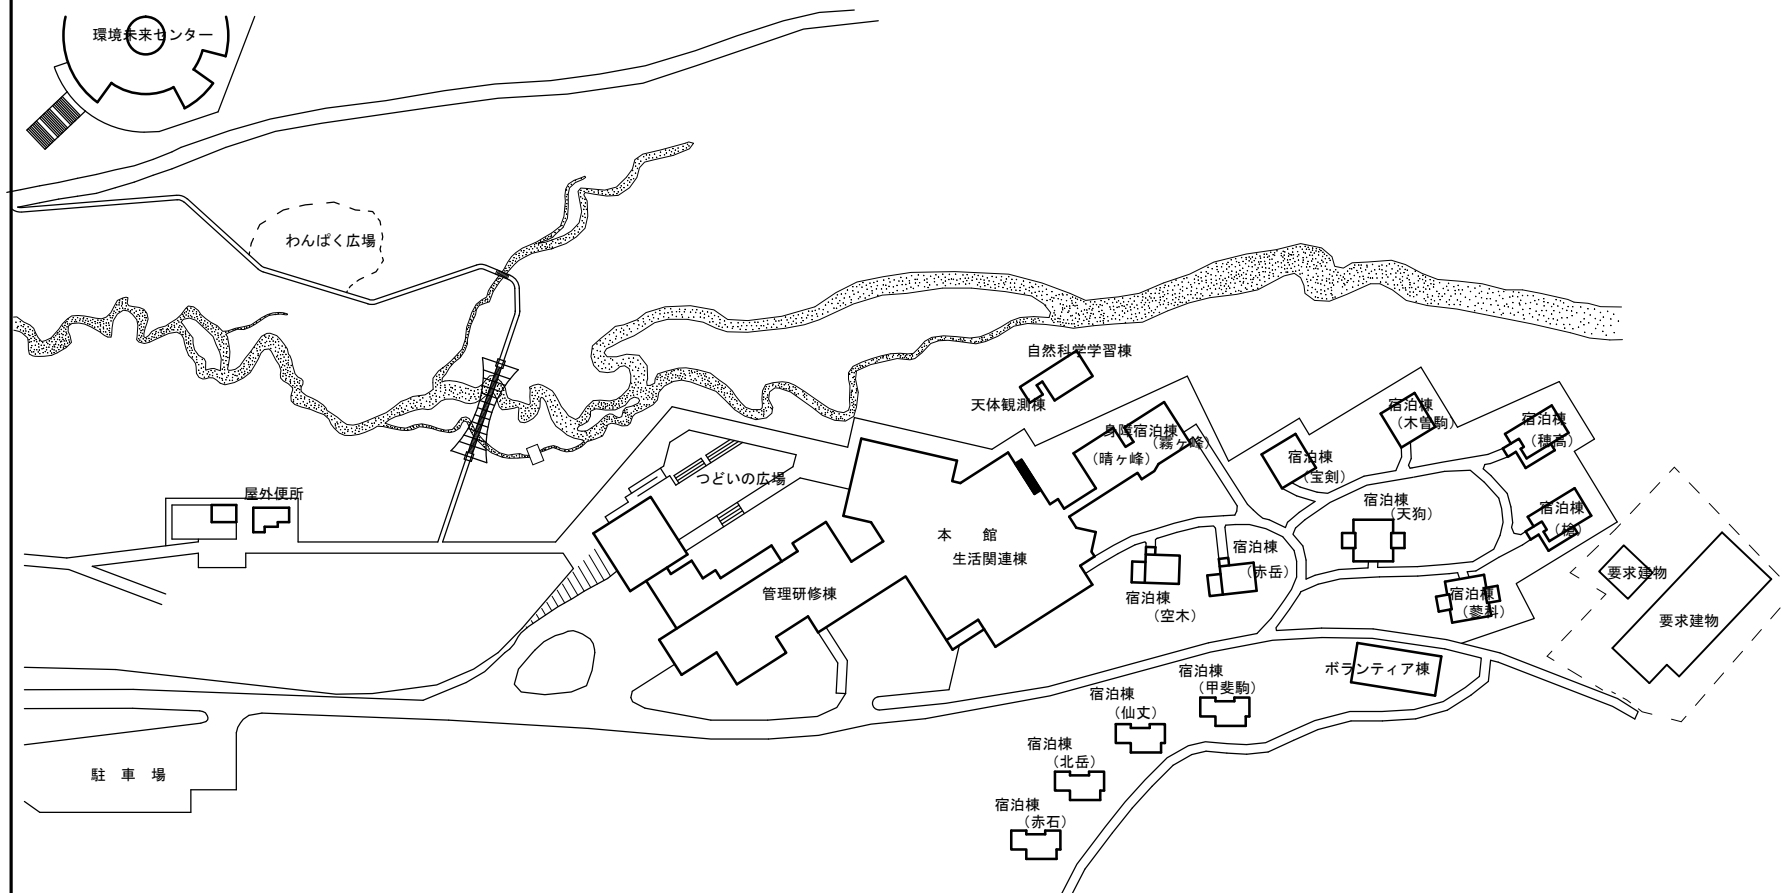 環境未来センター
わんぱく広場
自然科学学習棟
天体観測棟
身障宿泊棟
（霧ヶ峰）
（晴ヶ峰）
宿泊棟
（木曽駒）
宿泊棟
（穂高）
宿泊棟
（宝剣）
つどいの広場
屋外便所
宿泊棟
（天狗）
宿泊棟
（槍）
本　館
生活関連棟
宿泊棟
（赤岳）
要求建物
管理研修棟
宿泊棟
（空木）
宿泊棟
（蓼科）
要求建物
ボランティア棟
宿泊棟
（甲斐駒）
宿泊棟
（仙丈）
宿泊棟
（北岳）
駐　車　場
宿泊棟
（赤石）